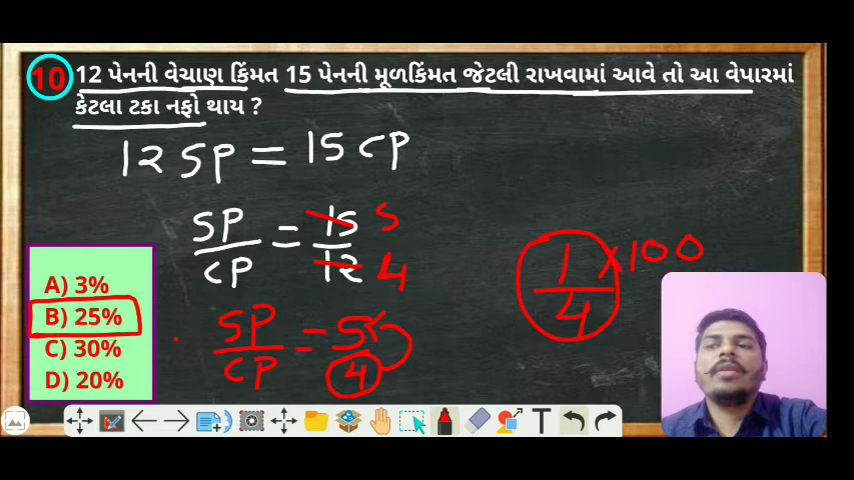 10 12 પેનની વેચાણ કિંમત 15 પેનની મૂળકિંમત જેટલી રાખવામાં આવે તો આ વેપારમાં
કેટલા ટકા નફો થાય ?
12 SP = 15 CP
SP/CP = 15/12 5/4
SP/CP = 5/4
1/4 × 100
A) 3%
B) 25%
C) 30%
D) 20%
T